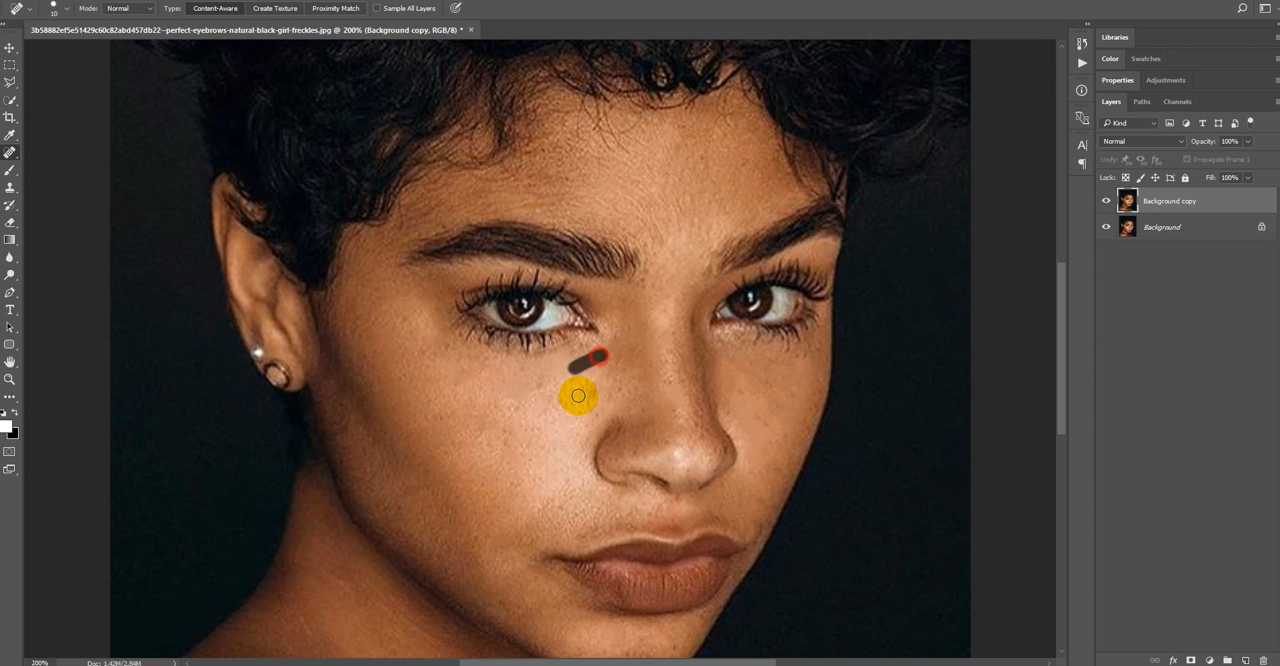 Mode: Normal Type: Content-Aware Create Texture Proximity Match Sample All Layers
10
3b58882ef5e51429c60c82abd457db22--perfect-eyebrows-natural-black-girl-freckles.jpg @ 200% (Background copy, RGB/8) * ×
Libraries
Color Swatches
Properties Adjustments
Layers Paths Channels
Kind
Normal Opacity: 100%
Unify: Propagate Frame 1
Lock: Fill: 100%
Background copy
Background
200% Doc: 1.42M/2.84M